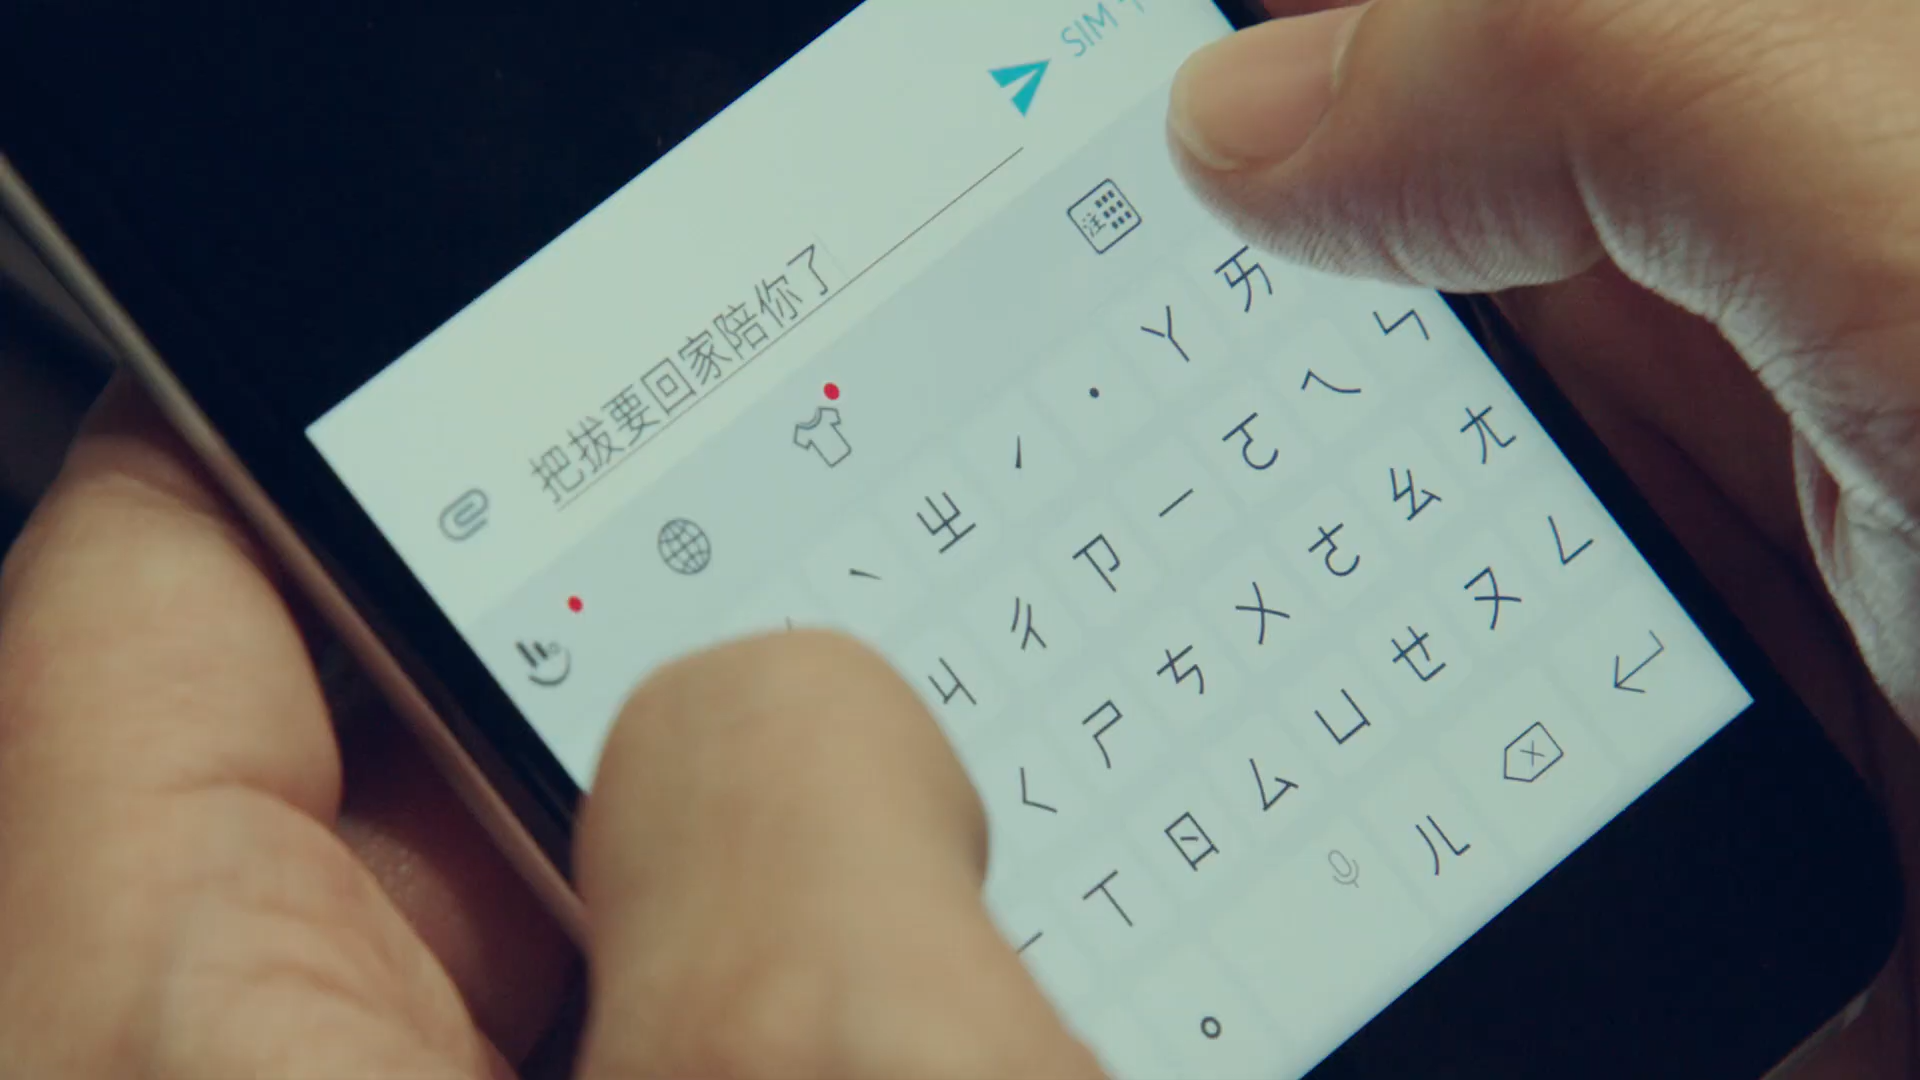 SIM
把拔要回家陪你了
注
ㄓ ˊ ˙ ㄚ ㄞ
ˋ
ㄐ ㄔ ㄗ ㄧ ㄛ ㄟ ㄣ
ㄑ ㄕ ㄘ ㄨ ㄜ ㄠ ㄤ
ㄒ ㄖ ㄙ ㄩ ㄝ ㄡ ㄥ
ㄦ
。